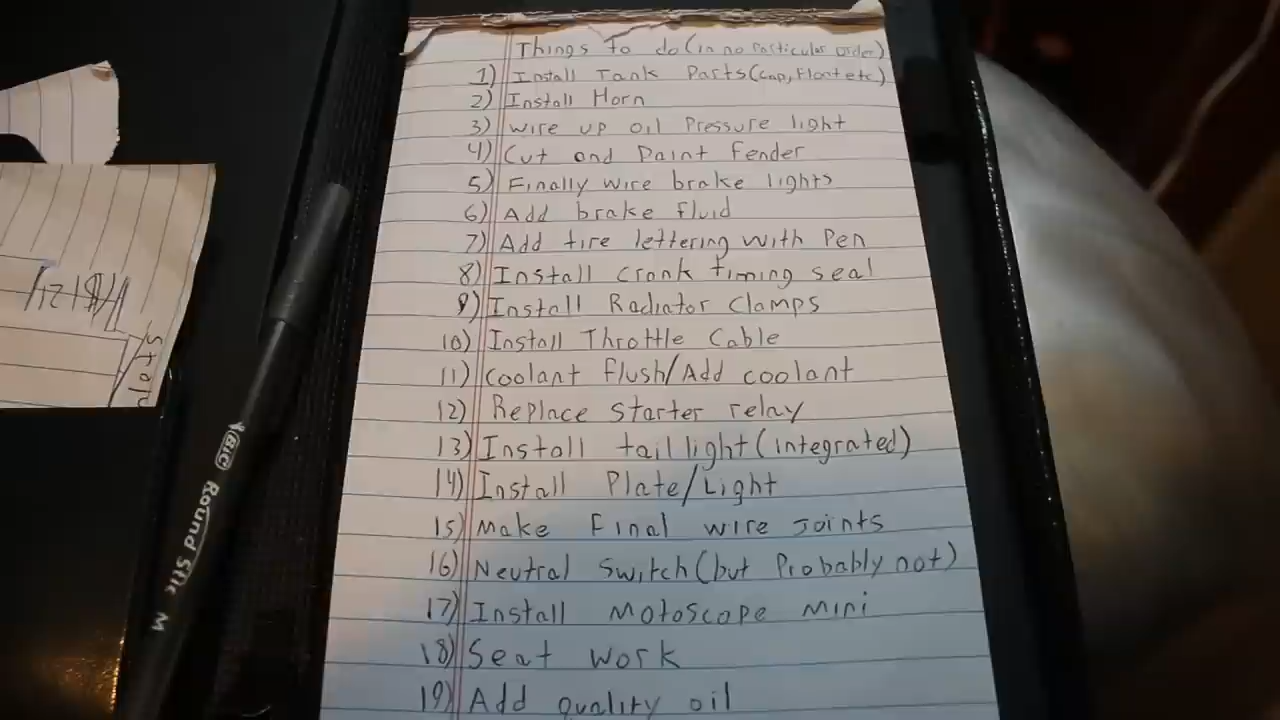 Things to do (in no particular order)
1) Install Tank Parts (Cap, Float etc)
2) Install Horn
3) Wire up oil Pressure light
4) Cut and Paint Fender
5) Finally wire brake lights
6) Add brake fluid
7) Add tire lettering with Pen
8) Install crank timing seal
9) Install Radiator Clamps
10) Install Throttle Cable
11) Coolant flush/Add coolant
12) Replace starter relay
13) Install tail light (integrated)
14) Install Plate/Light
15) Make Final wire Joints
16) Neutral Switch (but Probably not)
17) Install Motoscope Mini
18) Seat work
19) Add quality oil
BIC Round Stic M